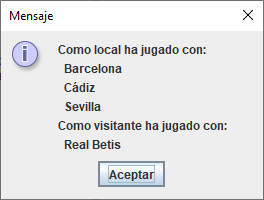 Mensaje
Como local ha jugado con:
Barcelona
Cádiz
Sevilla
Como visitante ha jugado con:
Real Betis
Aceptar